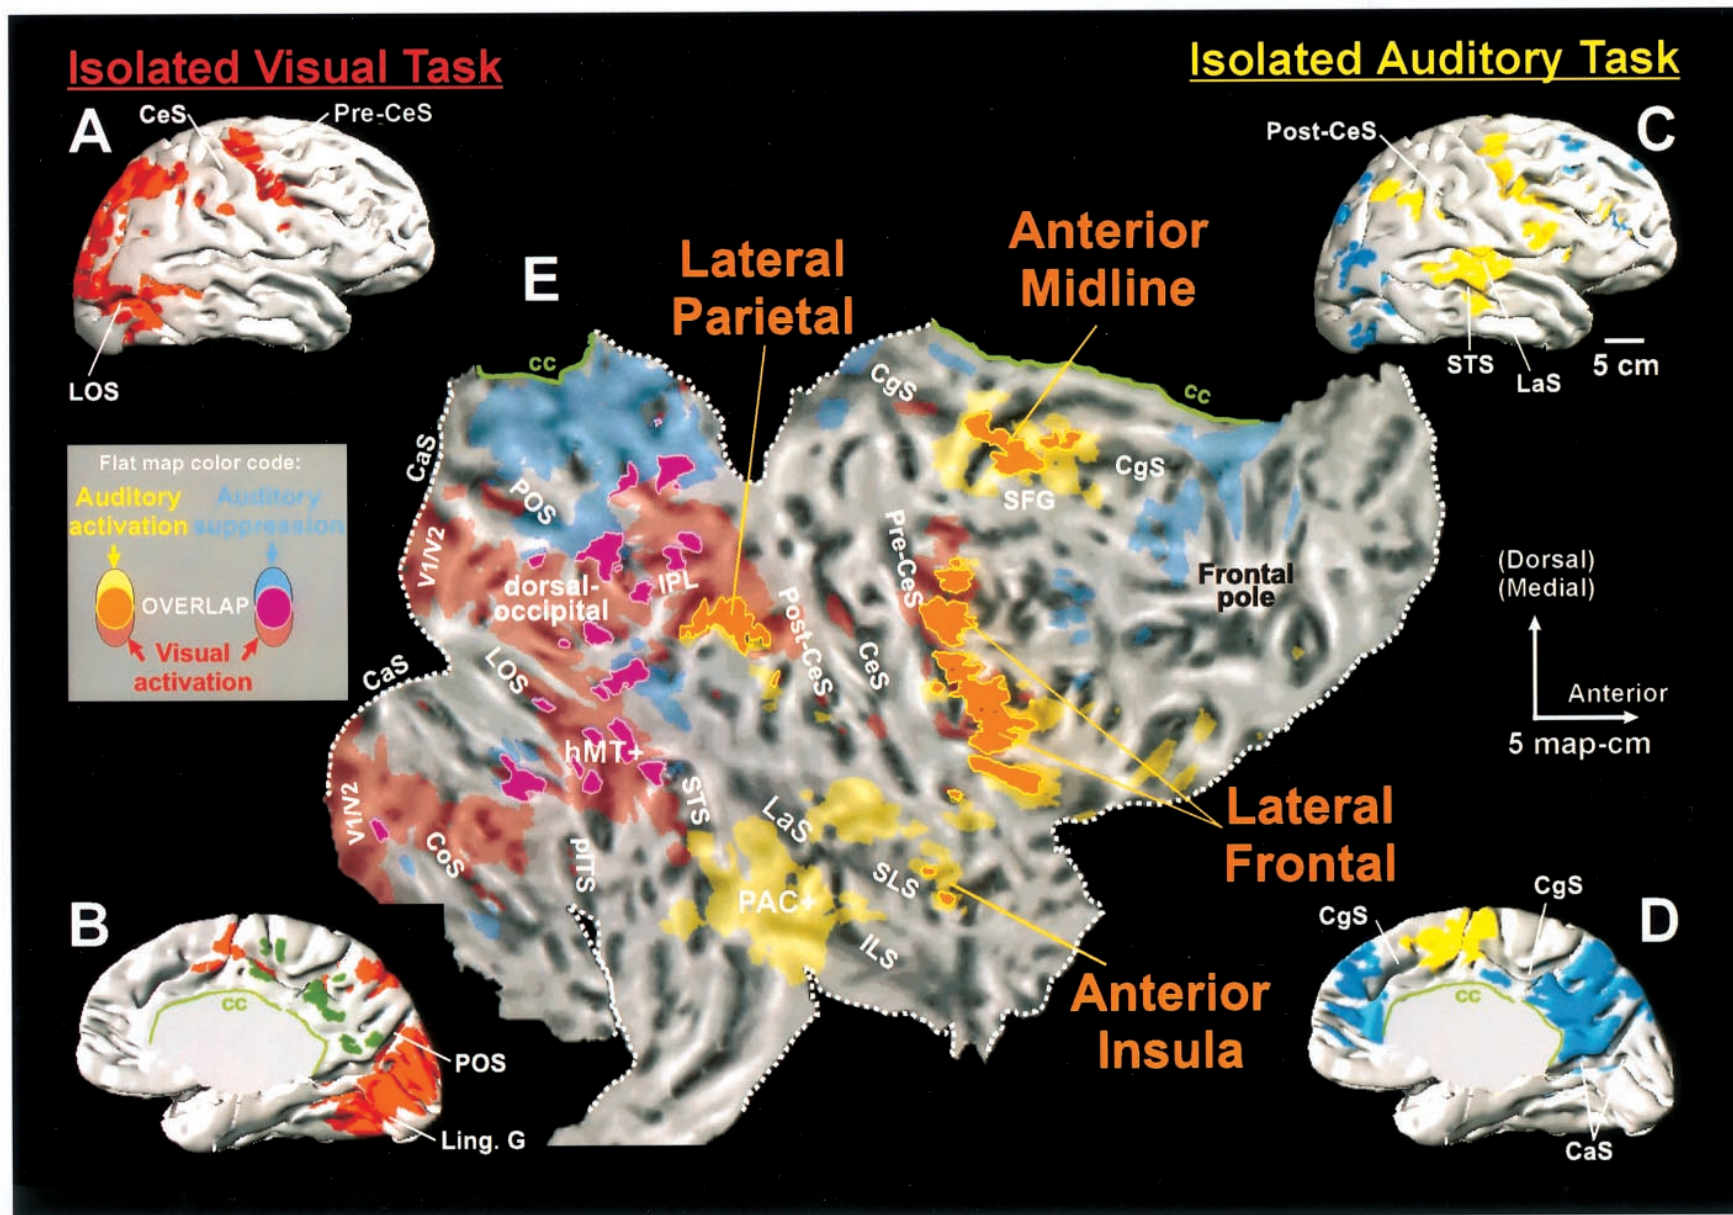 Isolated Visual Task
Isolated Auditory Task
A
CeS
Pre-CeS
LOS
C
Post-CeS
STS
LaS
5 cm
E
Lateral
Parietal
Anterior
Midline
Flat map color code:
Auditory
activation
Auditory
suppression
OVERLAP
Visual
activation
cc
cc
CgS
CgS
SFG
CaS
POS
V1/V2
dorsal-
occipital
IPL
Pre-CeS
Post-CeS
CeS
Frontal
pole
LOS
CaS
hMT+
STS
V1/V2
CoS
pITS
LaS
SLS
PAC+
ILS
(Dorsal)
(Medial)
Anterior
5 map-cm
Lateral
Frontal
Anterior
Insula
B
cc
POS
Ling. G
D
CgS
CgS
cc
CaS